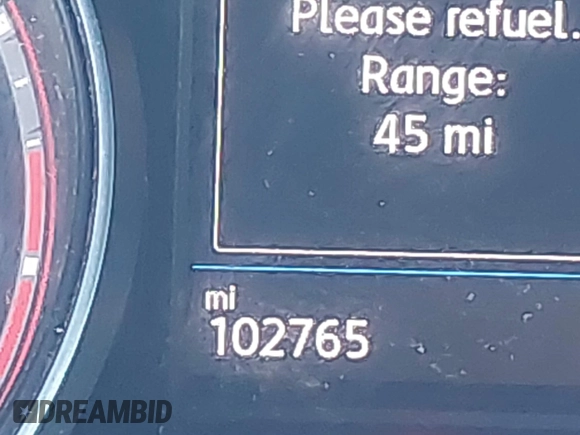 Please refuel.
Range:
45 mi
mi
102765
DREAMBID